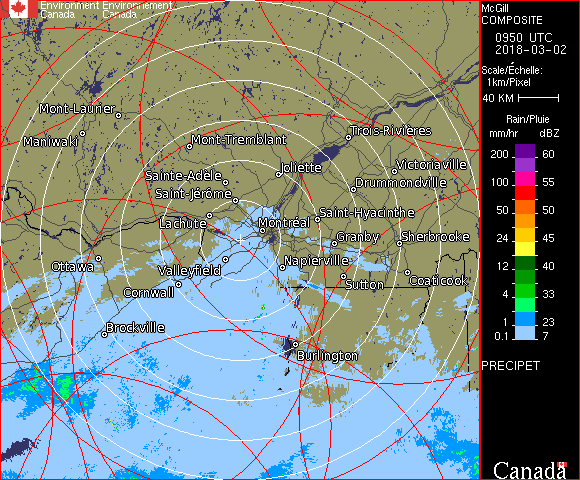 Environment Environnement
Canada Canada
McGill
COMPOSITE
0950 UTC
2018-03-02
Scale/Échelle:
1km/Pixel
40 KM
Rain/Pluie
mm/hr dBZ
200 60
100 55
50 50
24 45
12 40
4 33
1 23
0.1 7
PRECIPET
Mont-Laurier
Maniwaki
Mont-Tremblant
Trois-Rivières
Sainte-Adèle
Joliette
Victoriaville
Saint-Jérôme
Drummondville
Lachute
Montréal
Saint-Hyacinthe
Granby
Sherbrooke
Ottawa
Valleyfield
Napierville
Cornwall
Sutton
Coaticook
Brockville
Burlington
Canada